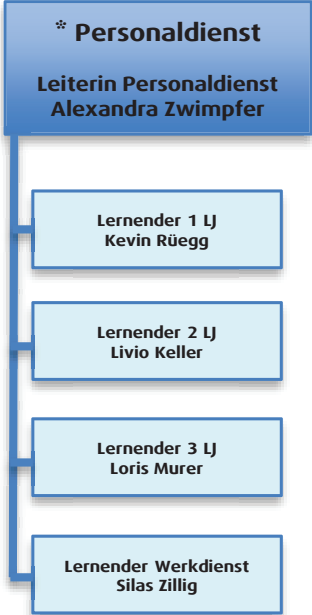 * Personaldienst
Leiterin Personaldienst
Alexandra Zwimpfer
Lernender 1 LJ
Kevin Rüegg
Lernender 2 LJ
Livio Keller
Lernender 3 LJ
Loris Murer
Lernender Werkdienst
Silas Zillig